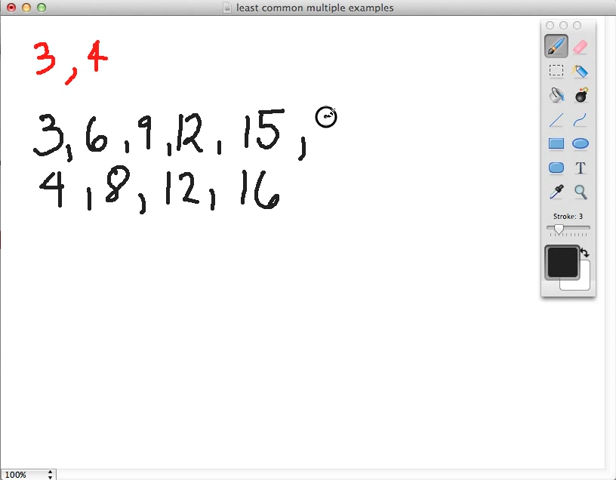 least common multiple examples
3, 4
3, 6, 9, 12, 15,
4, 8, 12, 16
T
Stroke: 3
100%